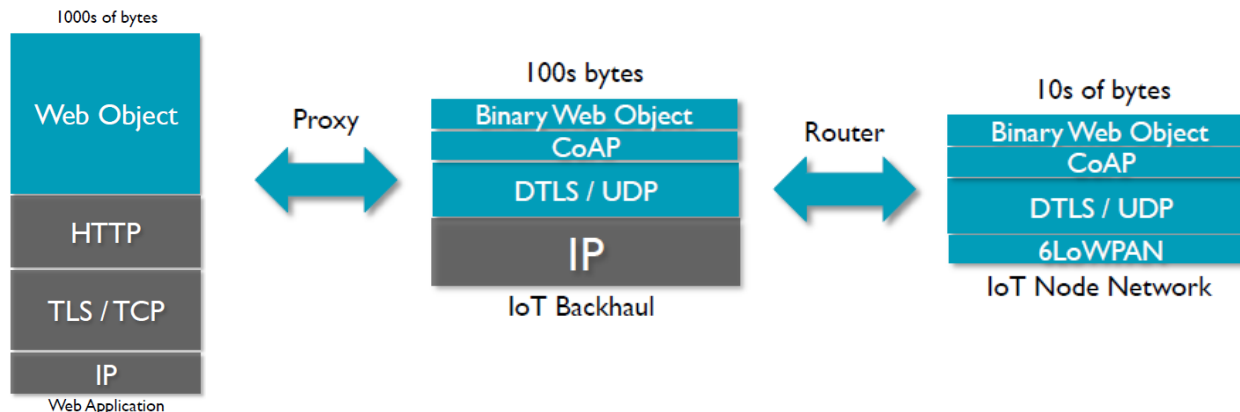 1000s of bytes
Web Object
HTTP
TLS / TCP
IP
Web Application
Proxy
100s bytes
Binary Web Object
CoAP
DTLS / UDP
IP
IoT Backhaul
Router
10s of bytes
Binary Web Object
CoAP
DTLS / UDP
6LoWPAN
IoT Node Network